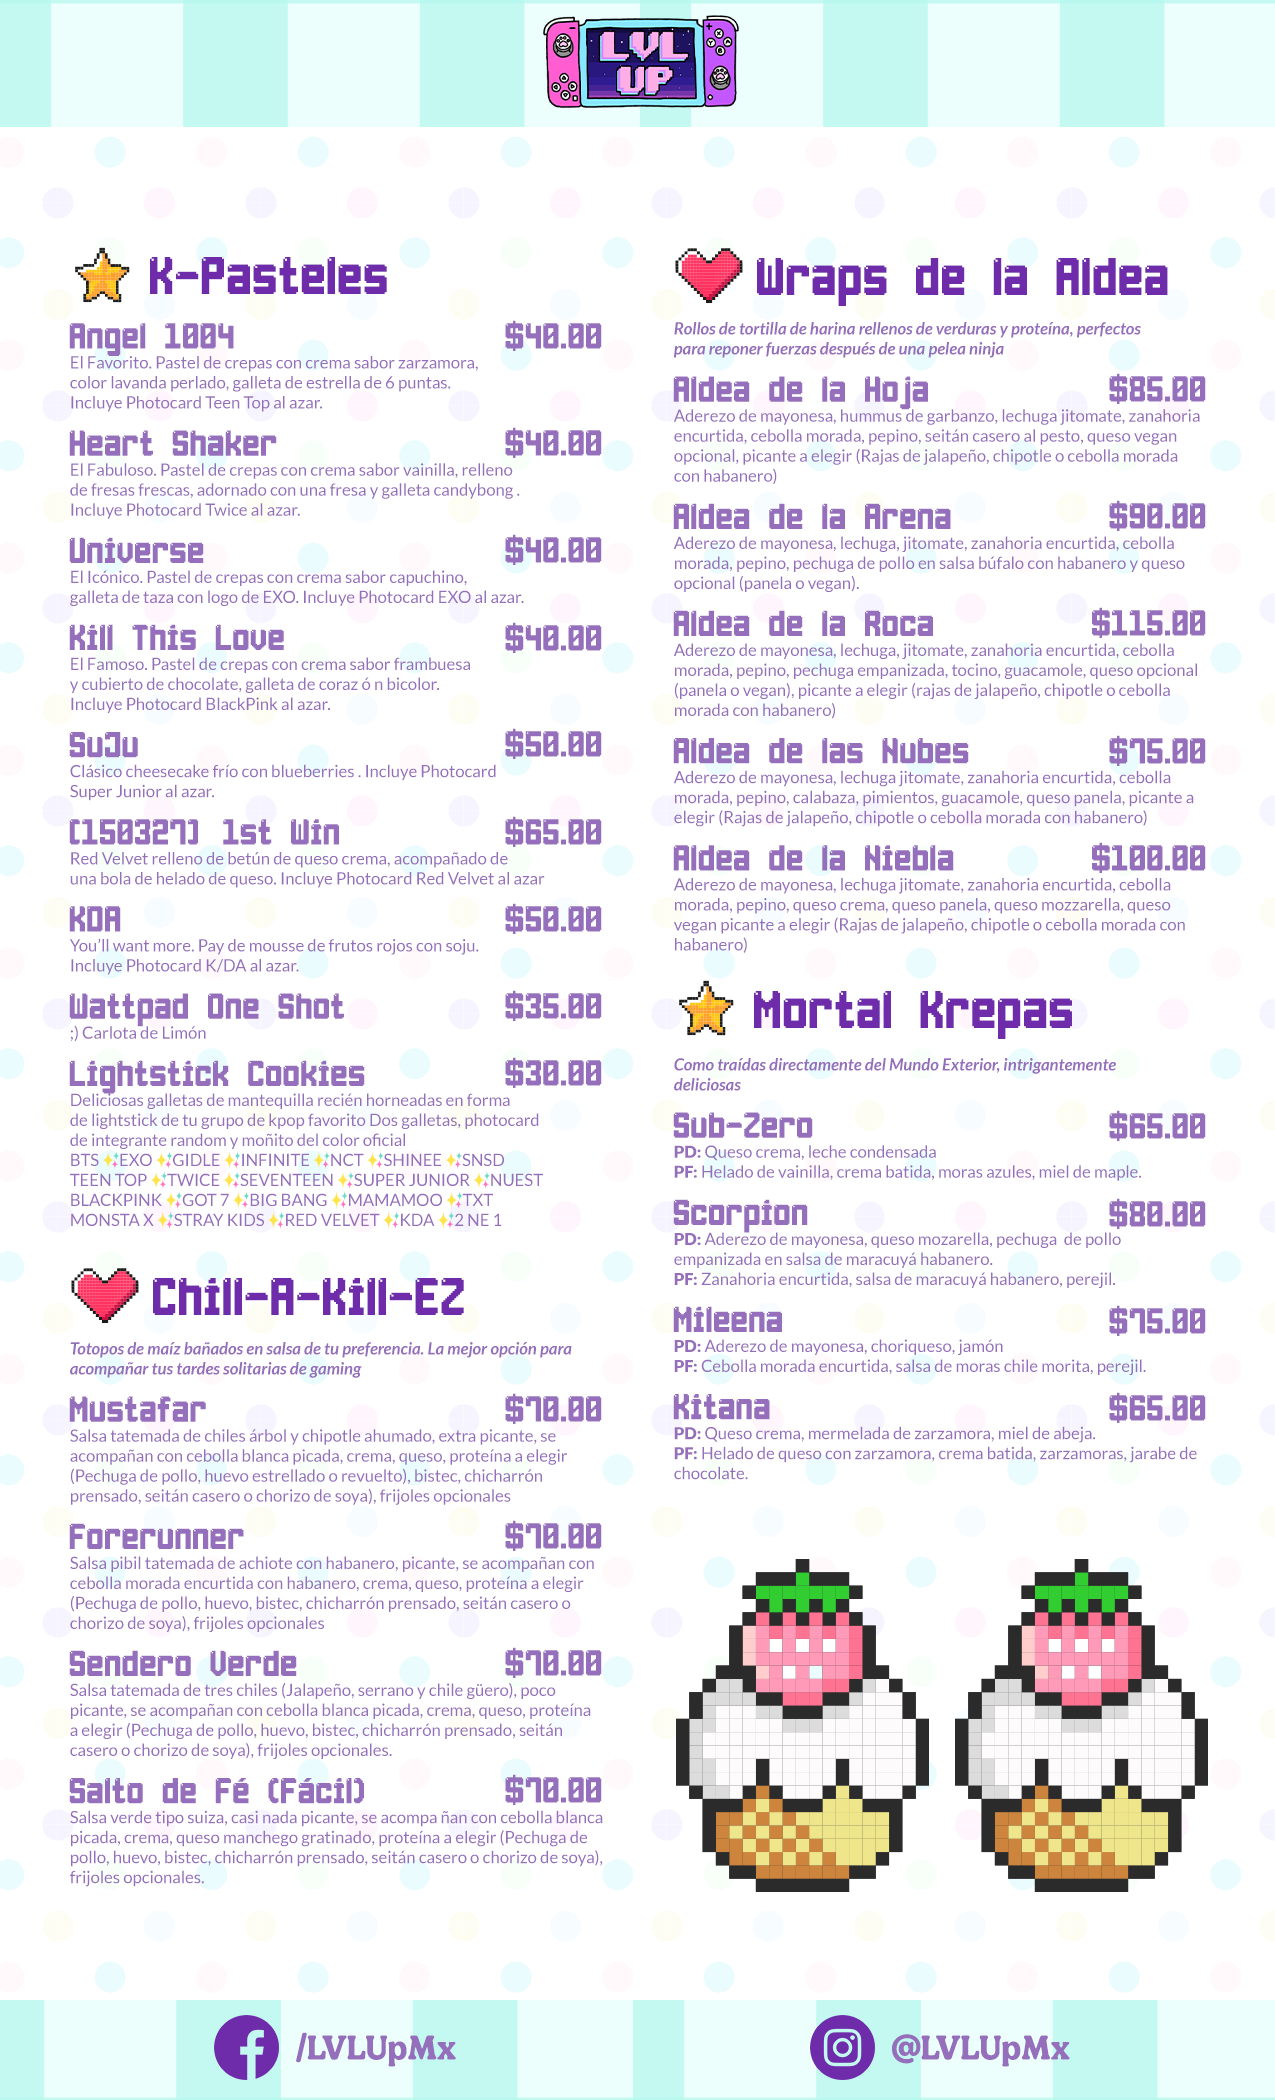 LVL
UP
K-Pasteles
Angel 1004 $40.00
El Favorito. Pastel de crepas con crema sabor zarzamora,
color lavanda perlado, galleta de estrella de 6 puntas.
Incluye Photocard Teen Top al azar.
Heart Shaker $40.00
El Fabuloso. Pastel de crepas con crema sabor vainilla, relleno
de fresas frescas, adornado con una fresa y galleta candybong .
Incluye Photocard Twice al azar.
Universe $40.00
El Icónico. Pastel de crepas con crema sabor capuchino,
galleta de taza con logo de EXO. Incluye Photocard EXO al azar.
Kill This Love $40.00
El Famoso. Pastel de crepas con crema sabor frambuesa
y cubierto de chocolate, galleta de coraz ó n bicolor.
Incluye Photocard BlackPink al azar.
SuJu $50.00
Clásico cheesecake frío con blueberries . Incluye Photocard
Super Junior al azar.
[150327] 1st Win $65.00
Red Velvet relleno de betún de queso crema, acompañado de
una bola de helado de queso. Incluye Photocard Red Velvet al azar
KDA $50.00
You'll want more. Pay de mousse de frutos rojos con soju.
Incluye Photocard K/DA al azar.
Wattpad One Shot $35.00
;) Carlota de Limón
Lightstick Cookies $30.00
Deliciosas galletas de mantequilla recién horneadas en forma
de lightstick de tu grupo de kpop favorito Dos galletas, photocard
de integrante random y moñito del color oficial
BTS ✨EXO ✨GIDLE ✨INFINITE ✨NCT ✨SHINEE ✨SNSD
TEEN TOP ✨TWICE ✨SEVENTEEN ✨SUPER JUNIOR ✨NUEST
BLACKPINK ✨GOT 7 ✨BIG BANG ✨MAMAMOO ✨TXT
MONSTA X ✨STRAY KIDS ✨RED VELVET ✨KDA ✨2 NE 1
Chill-A-Kill-EZ
Totopos de maíz bañados en salsa de tu preferencia. La mejor opción para
acompañar tus tardes solitarias de gaming
Mustafar $70.00
Salsa tatemada de chiles árbol y chipotle ahumado, extra picante, se
acompañan con cebolla blanca picada, crema, queso, proteína a elegir
(Pechuga de pollo, huevo estrellado o revuelto), bistec, chicharrón
prensado, seitán casero o chorizo de soya), frijoles opcionales
Forerunner $70.00
Salsa pibil tatemada de achiote con habanero, picante, se acompañan con
cebolla morada encurtida con habanero, crema, queso, proteína a elegir
(Pechuga de pollo, huevo, bistec, chicharrón prensado, seitán casero o
chorizo de soya), frijoles opcionales
Sendero Verde $70.00
Salsa tatemada de tres chiles (Jalapeño, serrano y chile güero), poco
picante, se acompañan con cebolla blanca picada, crema, queso, proteína
a elegir (Pechuga de pollo, huevo, bistec, chicharrón prensado, seitán
casero o chorizo de soya), frijoles opcionales.
Salto de Fé (Fácil) $70.00
Salsa verde tipo suiza, casi nada picante, se acompa ñan con cebolla blanca
picada, crema, queso manchego gratinado, proteína a elegir (Pechuga de
pollo, huevo, bistec, chicharrón prensado, seitán casero o chorizo de soya),
frijoles opcionales.
Wraps de la Aldea
Rollos de tortilla de harina rellenos de verduras y proteína, perfectos
para reponer fuerzas después de una pelea ninja
Aldea de la Hoja $85.00
Aderezo de mayonesa, hummus de garbanzo, lechuga jitomate, zanahoria
encurtida, cebolla morada, pepino, seitán casero al pesto, queso vegan
opcional, picante a elegir (Rajas de jalapeño, chipotle o cebolla morada
con habanero)
Aldea de la Arena $90.00
Aderezo de mayonesa, lechuga, jitomate, zanahoria encurtida, cebolla
morada, pepino, pechuga de pollo en salsa búfalo con habanero y queso
opcional (panela o vegan).
Aldea de la Roca $115.00
Aderezo de mayonesa, lechuga, jitomate, zanahoria encurtida, cebolla
morada, pepino, pechuga empanizada, tocino, guacamole, queso opcional
(panela o vegan), picante a elegir (rajas de jalapeño, chipotle o cebolla
morada con habanero)
Aldea de las Nubes $75.00
Aderezo de mayonesa, lechuga jitomate, zanahoria encurtida, cebolla
morada, pepino, calabaza, pimientos, guacamole, queso panela, picante a
elegir (Rajas de jalapeño, chipotle o cebolla morada con habanero)
Aldea de la Niebla $100.00
Aderezo de mayonesa, lechuga jitomate, zanahoria encurtida, cebolla
morada, pepino, queso crema, queso panela, queso mozzarella, queso
vegan picante a elegir (Rajas de jalapeño, chipotle o cebolla morada con
habanero)
Mortal Krepas
Como traídas directamente del Mundo Exterior, intrigantemente
deliciosas
Sub-Zero $65.00
PD: Queso crema, leche condensada
PF: Helado de vainilla, crema batida, moras azules, miel de maple.
Scorpion $80.00
PD: Aderezo de mayonesa, queso mozarella, pechuga de pollo
empanizada en salsa de maracuyá habanero.
PF: Zanahoria encurtida, salsa de maracuyá habanero, perejil.
Mileena $75.00
PD: Aderezo de mayonesa, choriqueso, jamón
PF: Cebolla morada encurtida, salsa de moras chile morita, perejil.
Kitana $65.00
PD: Queso crema, mermelada de zarzamora, miel de abeja.
PF: Helado de queso con zarzamora, crema batida, zarzamoras, jarabe de
chocolate.
/LVLUpMx
@LVLUpMx